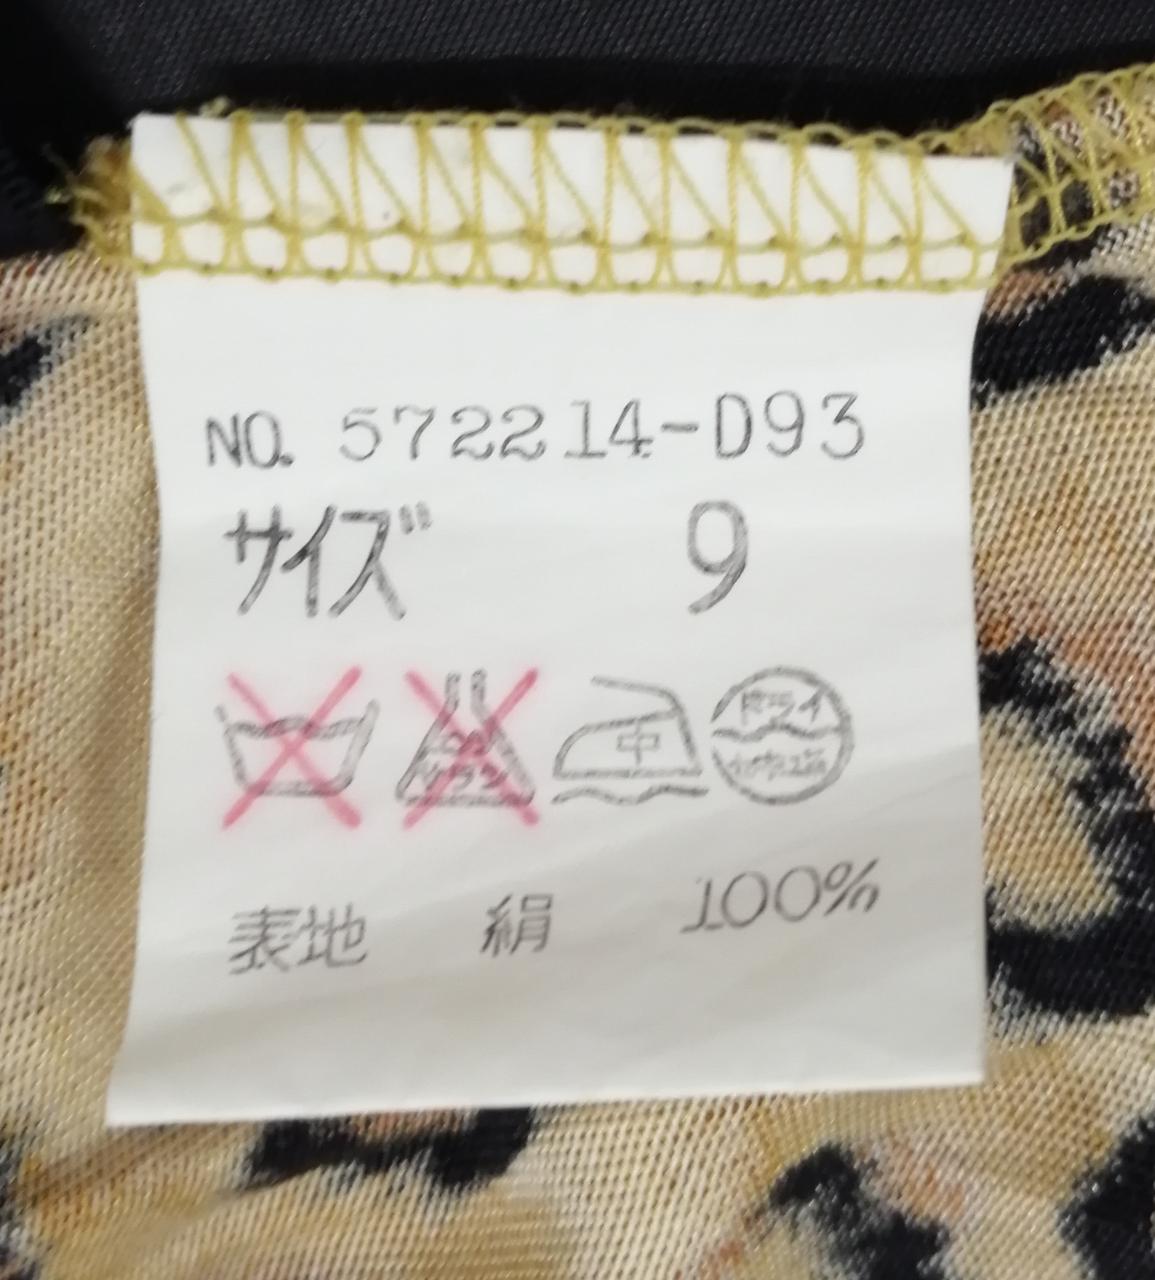 NO. 572214-D93
サイズ 9
中 ドライ
表地 絹 100%